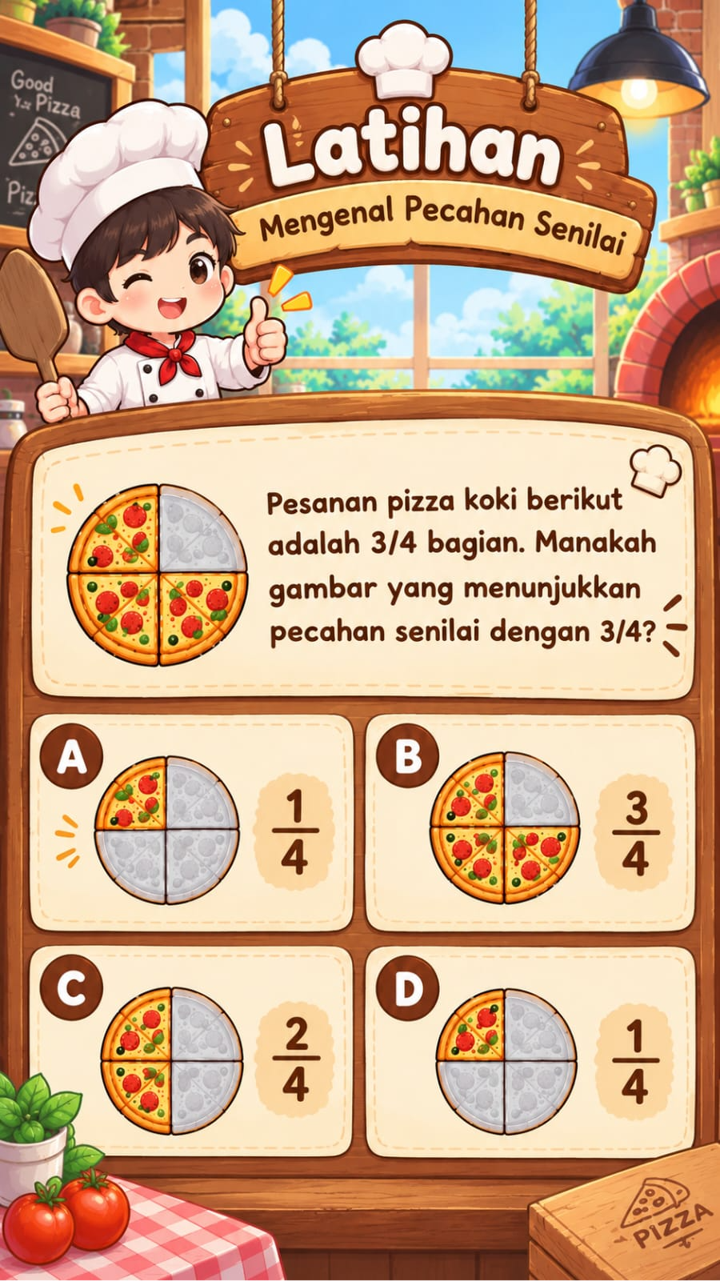 Good
Pizza
Piz
Latihan
Mengenal Pecahan Senilai
Pesanan pizza koki berikut
adalah 3/4 bagian. Manakah
gambar yang menunjukkan
pecahan senilai dengan 3/4?
A
1
4
B
3
4
C
2
4
D
1
4
PIZZA